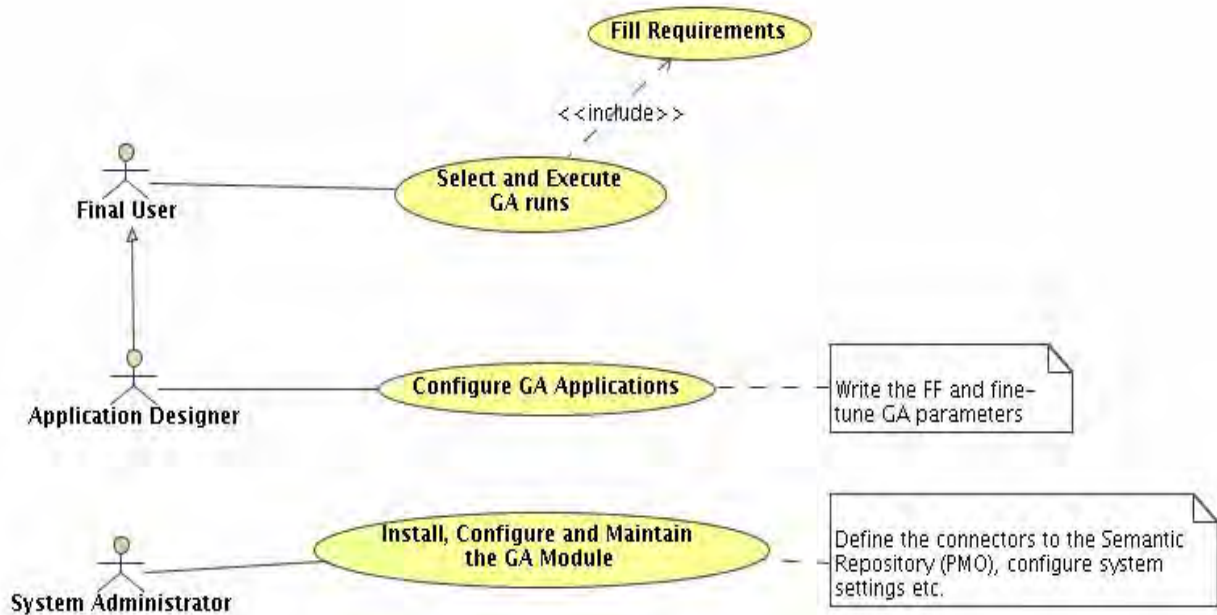 Fill Requirements
<<include>>
Select and Execute
GA runs
Final User
Configure GA Applications
Write the FF and fine-
tune GA parameters
Application Designer
Install, Configure and Maintain
the GA Module
Define the connectors to the Semantic
Repository (PMO), configure system
settings etc.
System Administrator